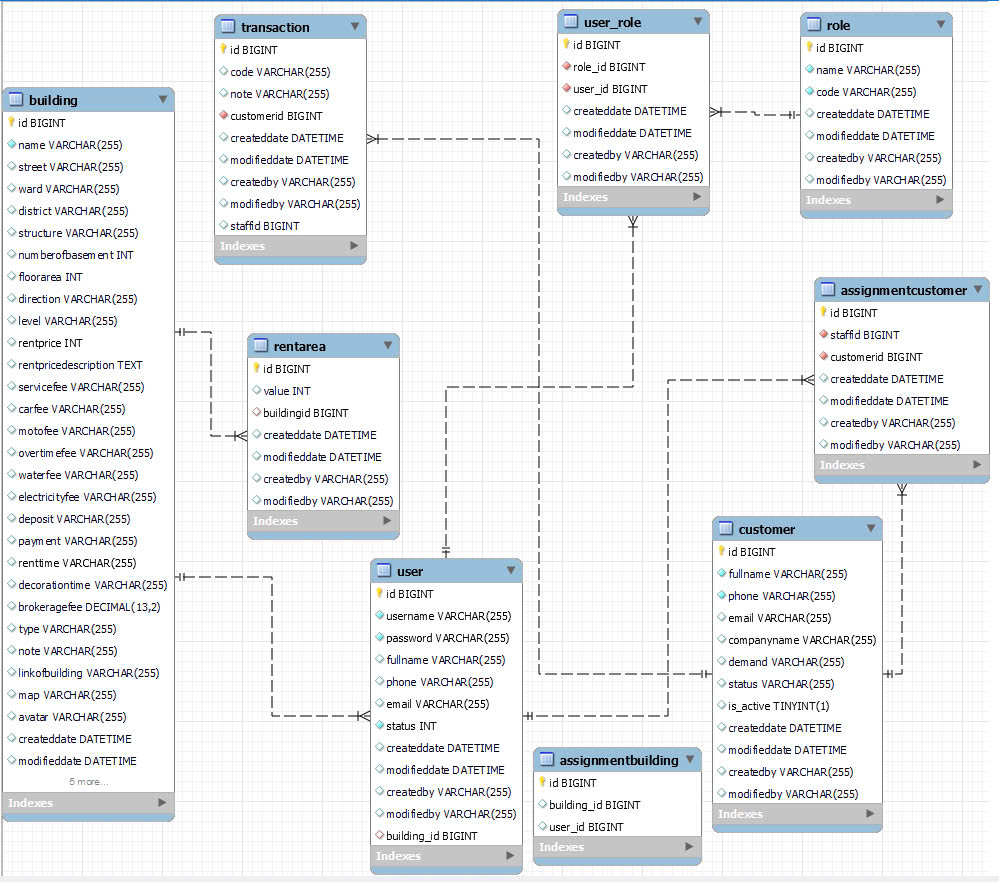 building
id BIGINT
name VARCHAR(255)
street VARCHAR(255)
ward VARCHAR(255)
district VARCHAR(255)
structure VARCHAR(255)
numberofbasement INT
floorarea INT
direction VARCHAR(255)
level VARCHAR(255)
rentprice INT
rentpricedescription TEXT
servicefee VARCHAR(255)
carfee VARCHAR(255)
motofee VARCHAR(255)
overtimefee VARCHAR(255)
waterfee VARCHAR(255)
electricityfee VARCHAR(255)
deposit VARCHAR(255)
payment VARCHAR(255)
renttime VARCHAR(255)
decorationtime VARCHAR(255)
brokeragefee DECIMAL(13,2)
type VARCHAR(255)
note VARCHAR(255)
linkofbuilding VARCHAR(255)
map VARCHAR(255)
avatar VARCHAR(255)
createddate DATETIME
modifieddate DATETIME
5 more...
Indexes
transaction
id BIGINT
code VARCHAR(255)
note VARCHAR(255)
customerid BIGINT
createddate DATETIME
modifieddate DATETIME
createdby VARCHAR(255)
modifiedby VARCHAR(255)
staffid BIGINT
Indexes
rentarea
id BIGINT
value INT
buildingid BIGINT
createddate DATETIME
modifieddate DATETIME
createdby VARCHAR(255)
modifiedby VARCHAR(255)
Indexes
user
id BIGINT
username VARCHAR(255)
password VARCHAR(255)
fullname VARCHAR(255)
phone VARCHAR(255)
email VARCHAR(255)
status INT
createddate DATETIME
modifieddate DATETIME
createdby VARCHAR(255)
modifiedby VARCHAR(255)
building_id BIGINT
Indexes
user_role
id BIGINT
role_id BIGINT
user_id BIGINT
createddate DATETIME
modifieddate DATETIME
createdby VARCHAR(255)
modifiedby VARCHAR(255)
Indexes
role
id BIGINT
name VARCHAR(255)
code VARCHAR(255)
createddate DATETIME
modifieddate DATETIME
createdby VARCHAR(255)
modifiedby VARCHAR(255)
Indexes
assignmentcustomer
id BIGINT
staffid BIGINT
customerid BIGINT
createddate DATETIME
modifieddate DATETIME
createdby VARCHAR(255)
modifiedby VARCHAR(255)
Indexes
customer
id BIGINT
fullname VARCHAR(255)
phone VARCHAR(255)
email VARCHAR(255)
companyname VARCHAR(255)
demand VARCHAR(255)
status VARCHAR(255)
is_active TINYINT(1)
createddate DATETIME
modifieddate DATETIME
createdby VARCHAR(255)
modifiedby VARCHAR(255)
Indexes
assignmentbuilding
id BIGINT
building_id BIGINT
user_id BIGINT
Indexes